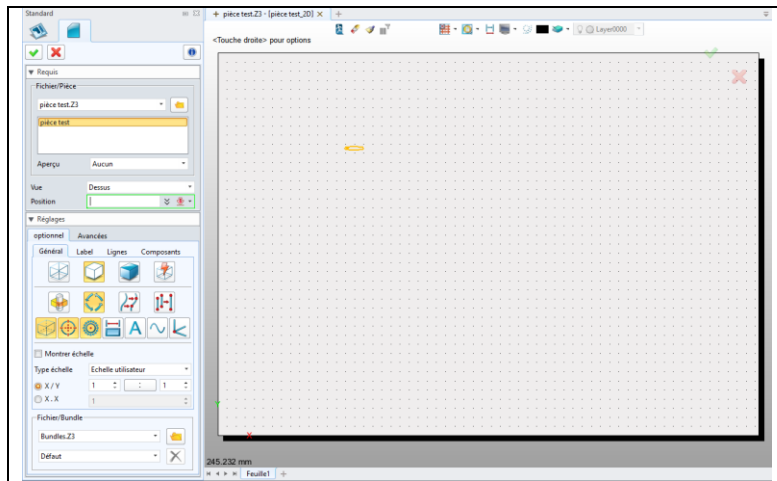 Standard
pièce test.Z3 - [pièce test_2D]
<Touche droite> pour options
Layer0000
Requis
Fichier/Pièce
pièce test.Z3
pièce test
Aperçu Aucun
Vue Dessus
Position
Réglages
optionnel Avancées
Général Label Lignes Composants
Montrer échelle
Type échelle Echelle utilisateur
X / Y 1 : 1
X . X 1
Fichier/Bundle
Bundles.Z3
Défaut
245.232 mm
Feuille1
X